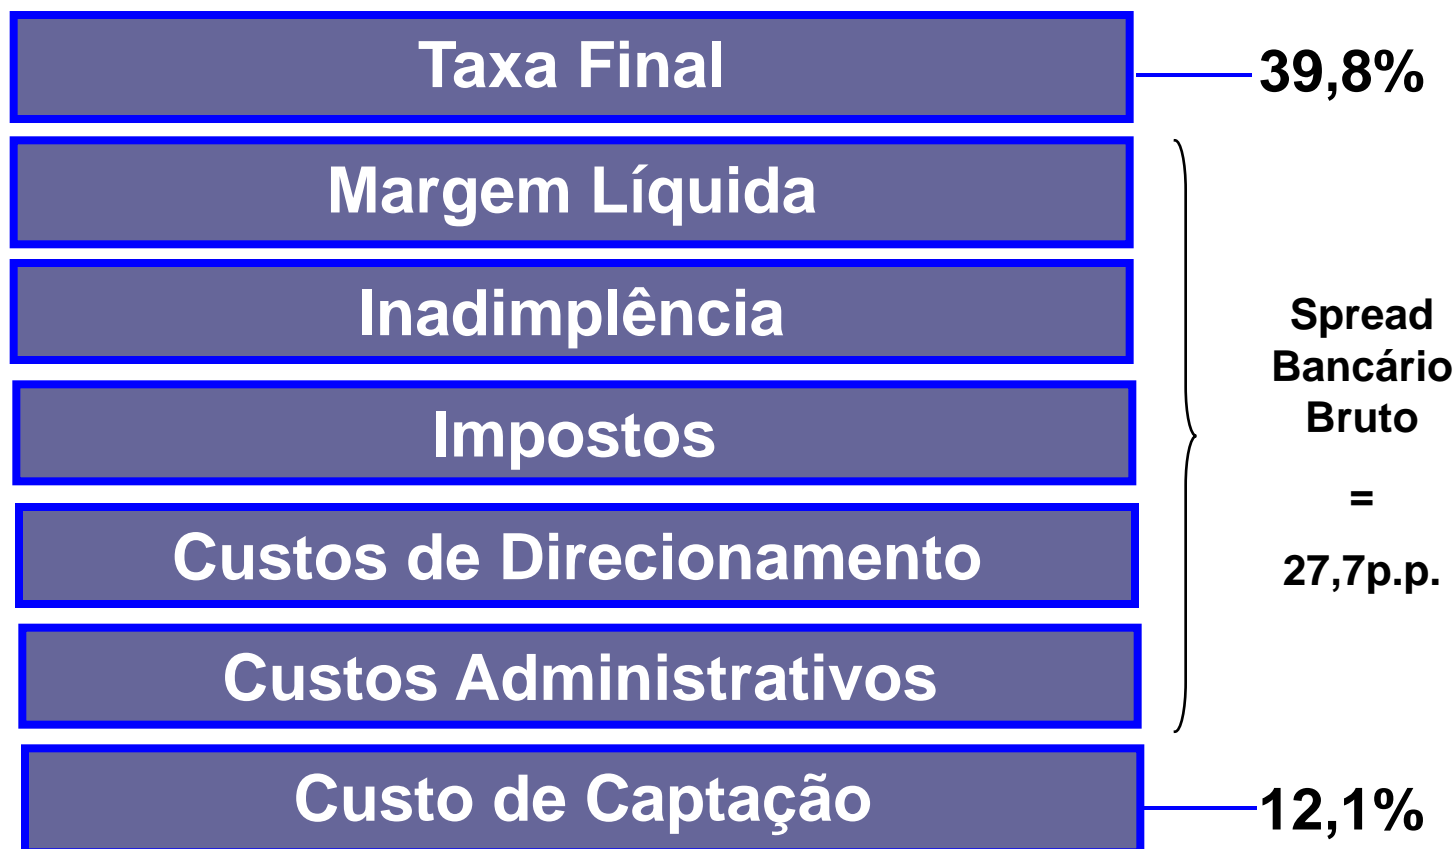 Taxa Final
39,8%
Margem Líquida
Inadimplência
Impostos
Custos de Direcionamento
Custos Administrativos
Spread
Bancário
Bruto
=
27,7p.p.
Custo de Captação
12,1%